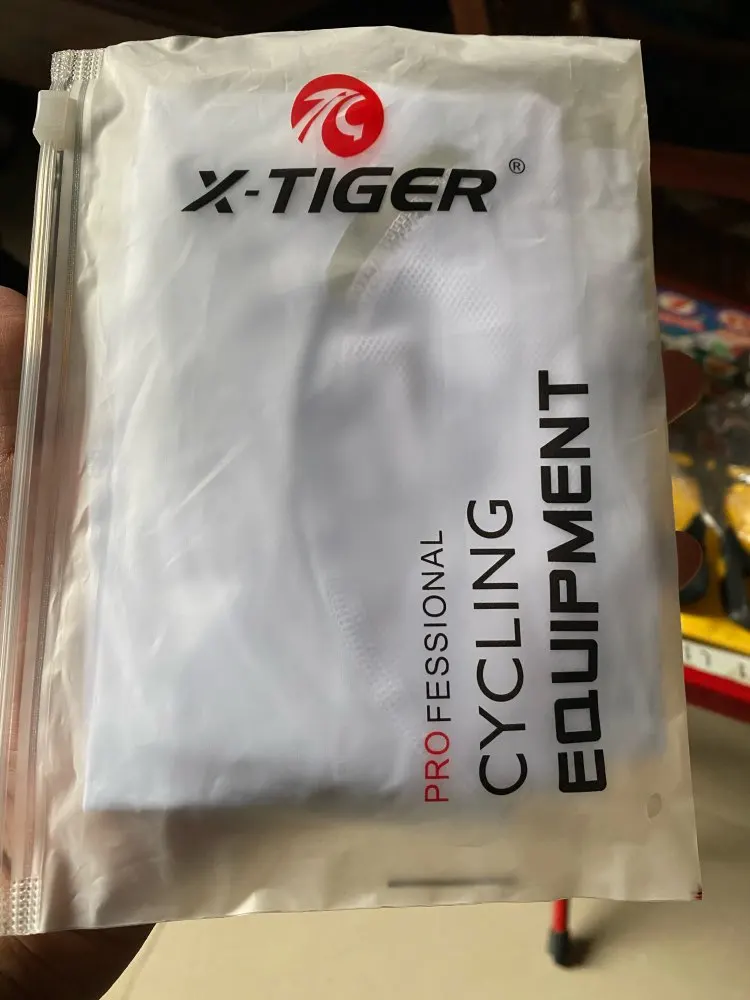 X-TIGER ®
PROFESSIONAL
CYCLING
EQUIPMENT